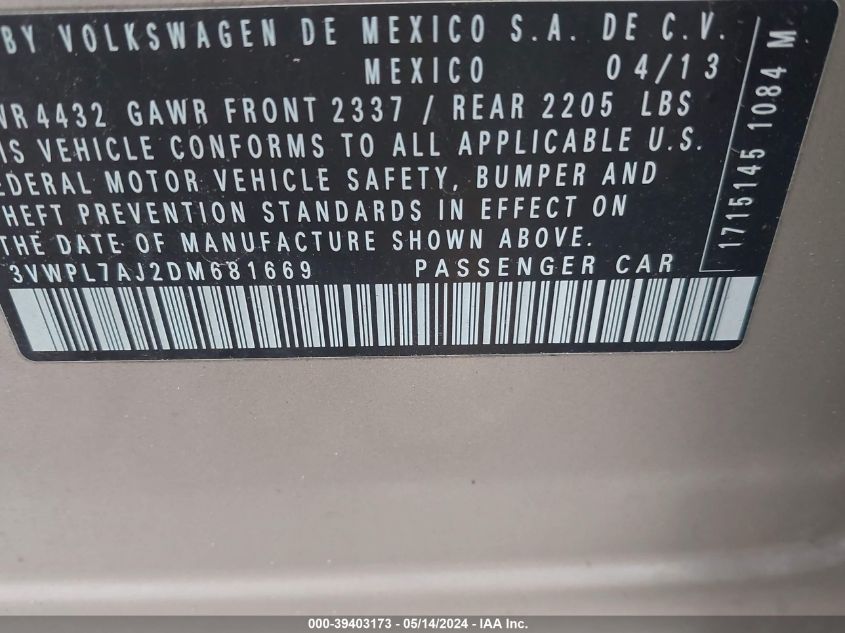 BY VOLKSWAGEN DE MEXICO S.A. DE C.V.
MEXICO 04/13
VR4432 GAWR FRONT 2337 / REAR 2205 LBS
IS VEHICLE CONFORMS TO ALL APPLICABLE U.S.
EDERAL MOTOR VEHICLE SAFETY, BUMPER AND
HEFT PREVENTION STANDARDS IN EFFECT ON
THE DATE OF MANUFACTURE SHOWN ABOVE.
3VWPL7AJ2DM681669 PASSENGER CAR
1715145 1084 M
000-39403173 - 05/14/2024 - IAA Inc.